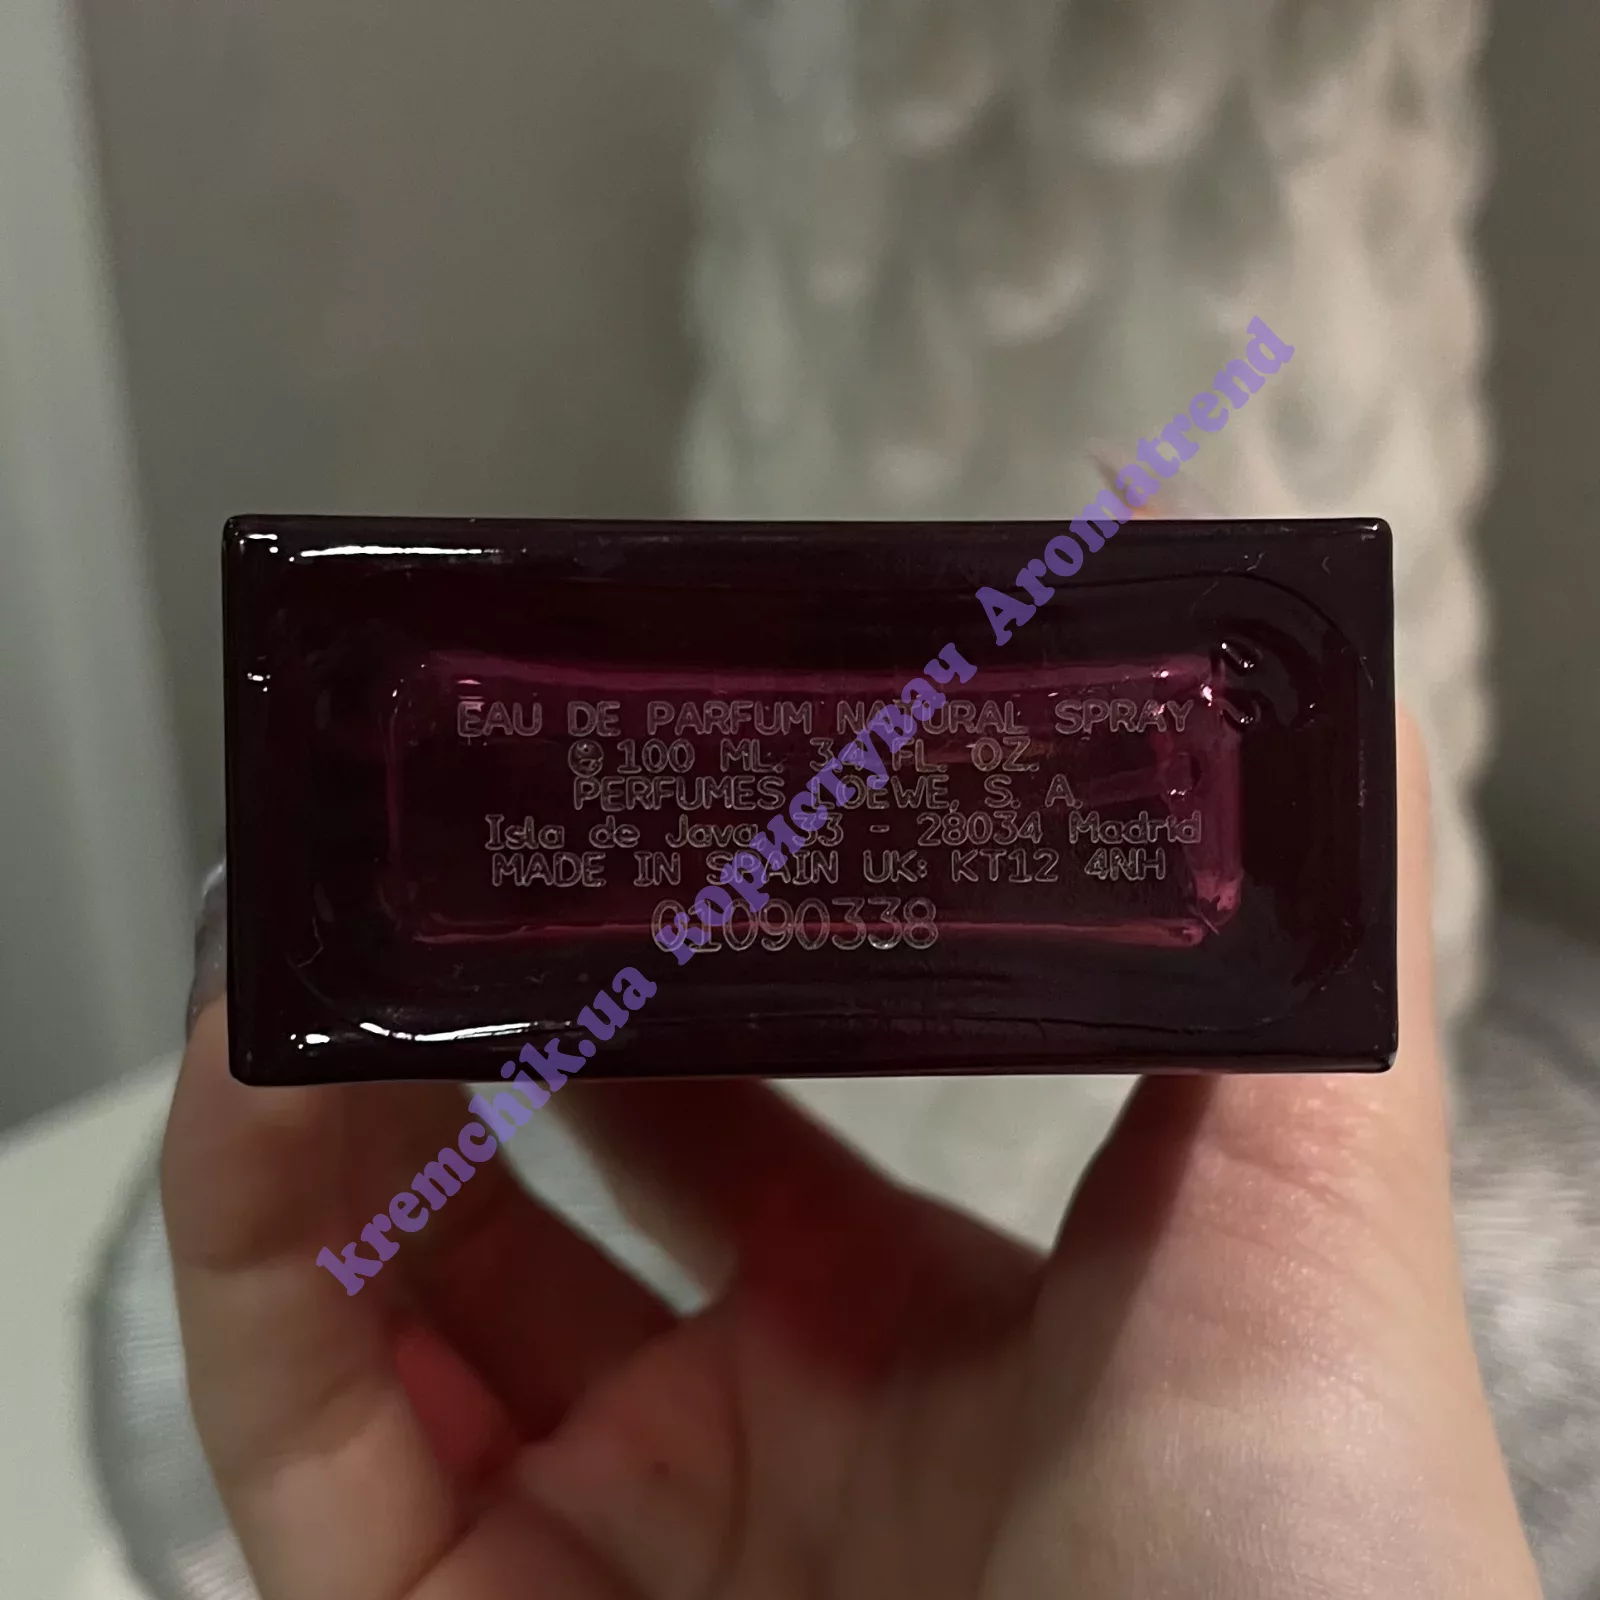 EAU DE PARFUM NATURAL SPRAY
100 ML. 3.4 FL. OZ.
PERFUMES LOEWE, S. A.
Isla de Java, 33 - 28034 Madrid
MADE IN SPAIN UK: KT12 4NH
01090338
kremchik.ua користувач Aromatrend